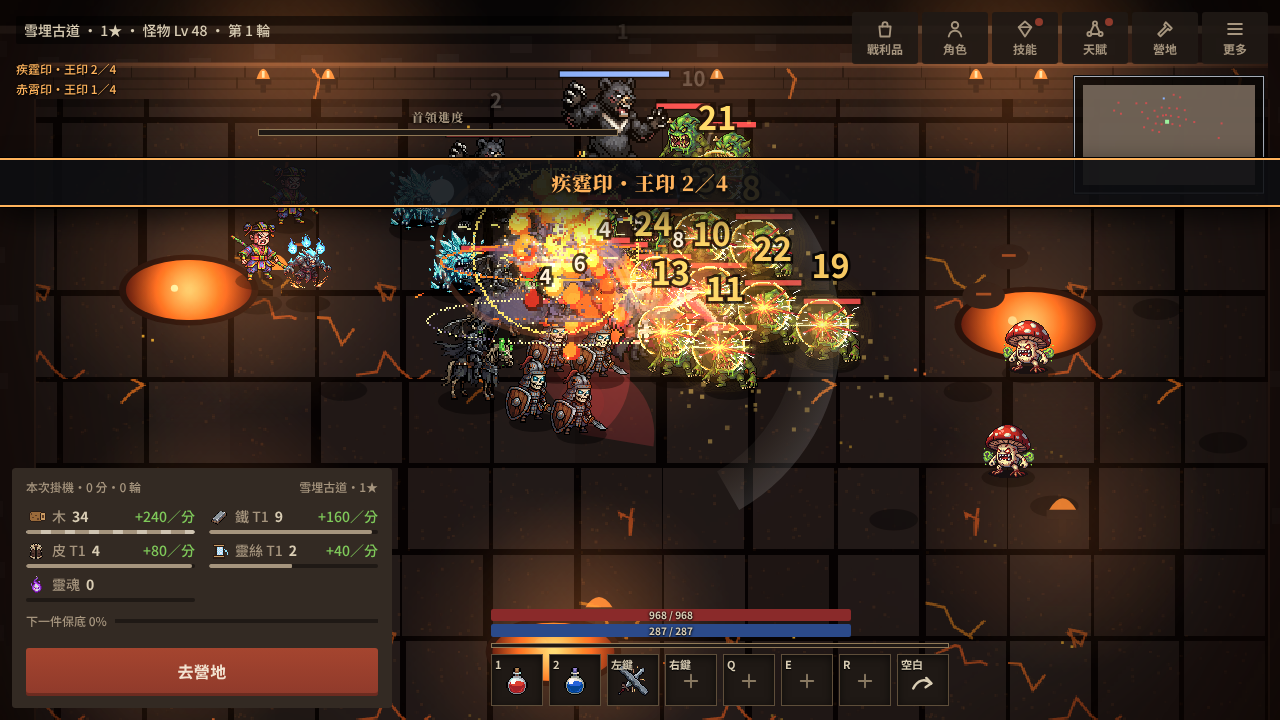 雪埋古道 • 1★ • 怪物 Lv 48 • 第 1 輪
戰利品
角色
技能
天賦
營地
更多
疾霆印・王印 2／4
赤霄印・王印 1／4
1
10
2
21
首領進度
疾霆印・王印 2／4
8
4
24
8
10
22
19
4
6
13
11
本次掛機・0 分・0 輪
雪埋古道・1★
木 34
+240／分
鐵 T1 9
+160／分
皮 T1 4
+80／分
靈絲 T1 2
+40／分
靈魂 0
下一件保底 0%
去營地
968 / 968
287 / 287
1
2
左鍵
右鍵
Q
E
R
空白